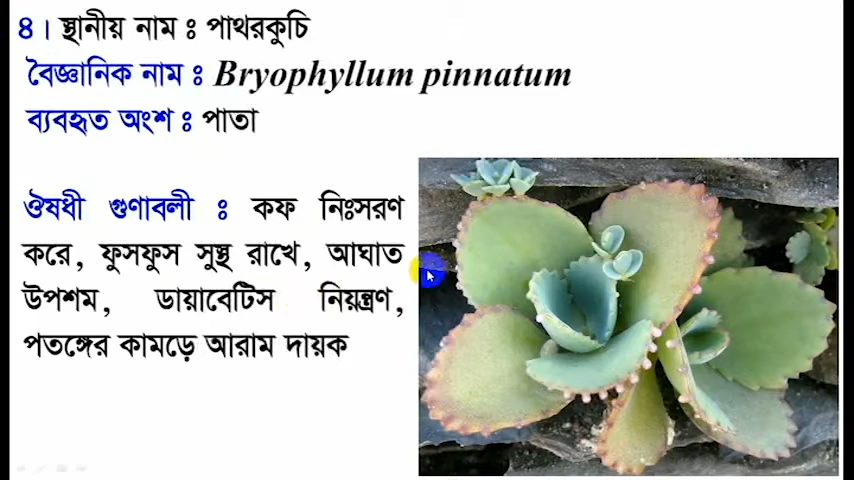 ৪। স্থানীয় নাম ঃ পাথরকুচি
বৈজ্ঞানিক নাম ঃ Bryophyllum pinnatum
ব্যবহৃত অংশ ঃ পাতা
ঔষধী গুণাবলী ঃ কফ নিঃসরণ
করে, ফুসফুস সুস্থ রাখে, আঘাত
উপশম, ডায়াবেটিস নিয়ন্ত্রণ,
পতঙ্গের কামড়ে আরাম দায়ক